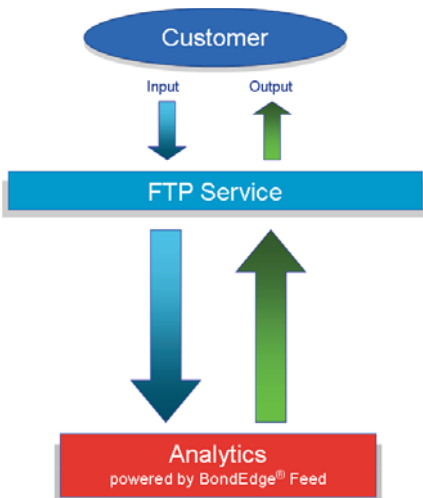 Customer
Input Output
FTP Service
Analytics
powered by BondEdge® Feed